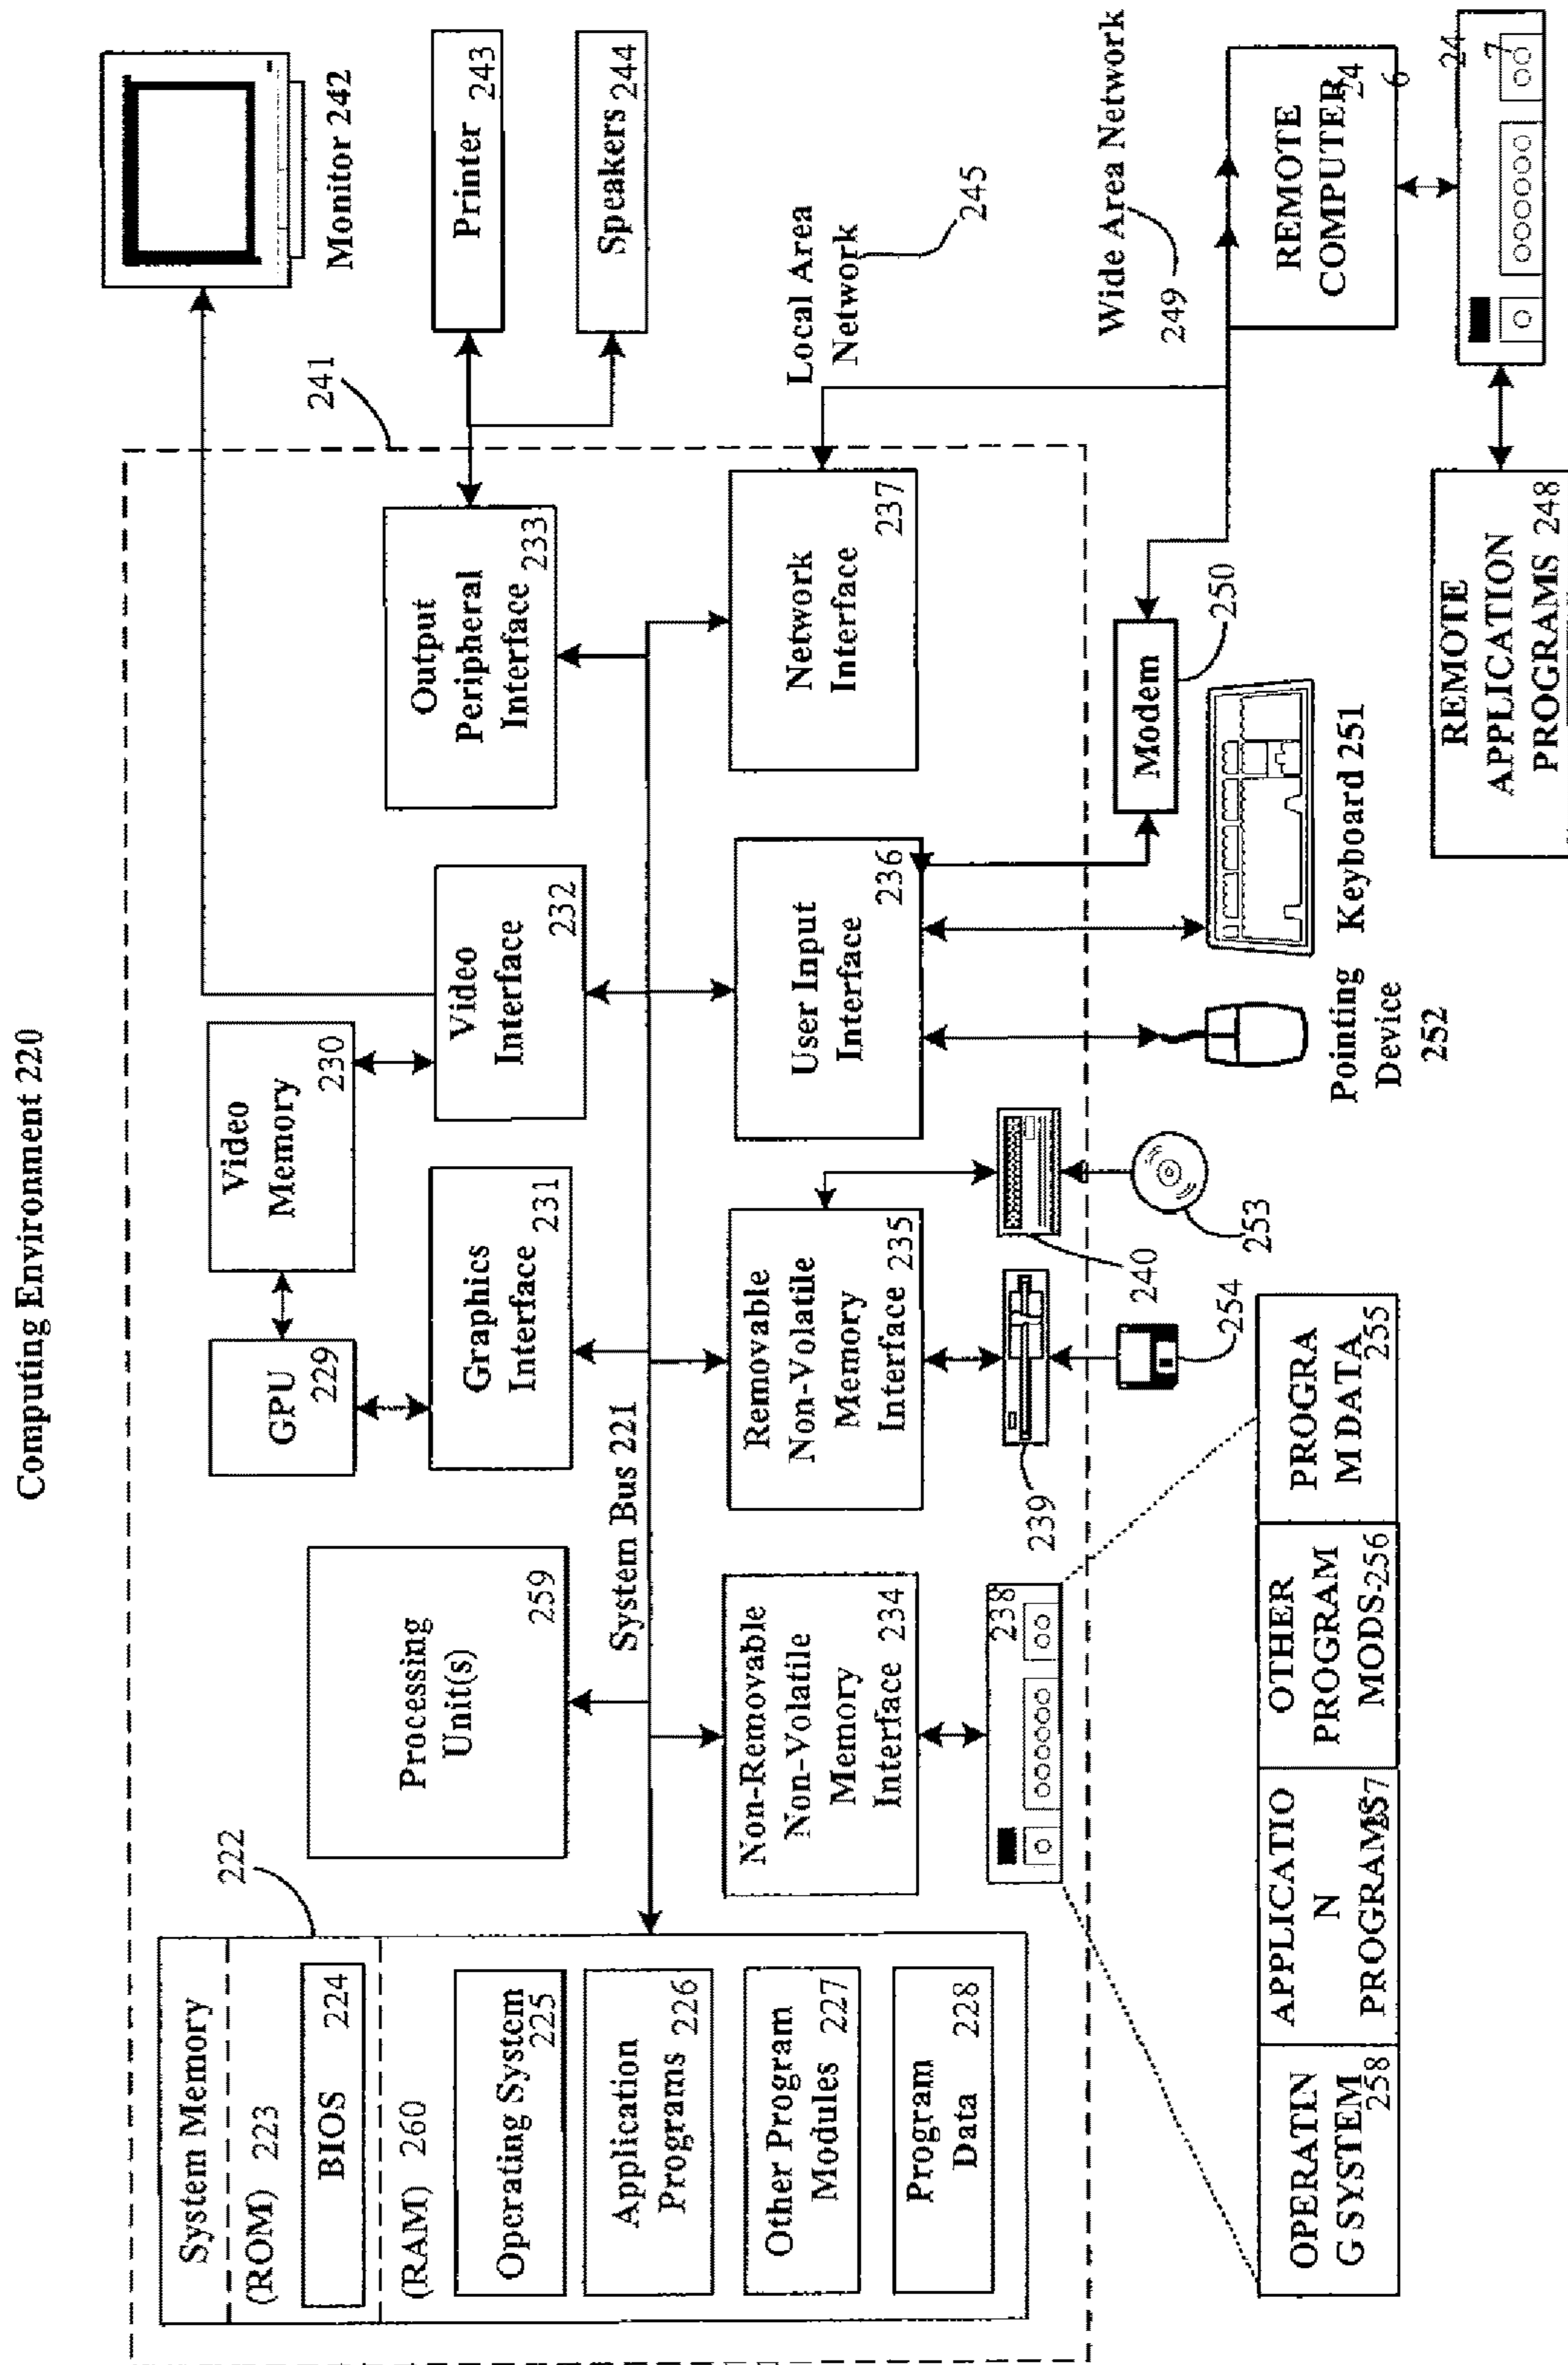 Computing Environment 220
System Memory
(ROM) 223
BIOS 224
(RAM) 260
Operating System
225
Application
Programs 226
Other Program
Modules 227
Program
Data 228
222
Processing
Unit(s)
259
System Bus 221
GPU
229
Video
Memory
230
Graphics
Interface
231
Video
Interface
232
Output
Peripheral
Interface 233
241
Monitor 242
Printer
243
Speakers 244
Non-Removable
Non-Volatile
Memory
Interface 234
Removable
Non-Volatile
Memory
Interface 235
User Input
Interface
236
Network
Interface
237
Local Area
Network
245
238
239
240
254
253
Pointing
Device
252
Keyboard 251
Modem
250
Wide Area Network
249
REMOTE
COMPUTER
24
6
24
7
REMOTE
APPLICATION
PROGRAMS 248
OPERATIN
G SYSTEM
258
APPLICATIO
N
PROGRAMS
257
OTHER
PROGRAM
MODS-256
PROGRA
M DATA
255